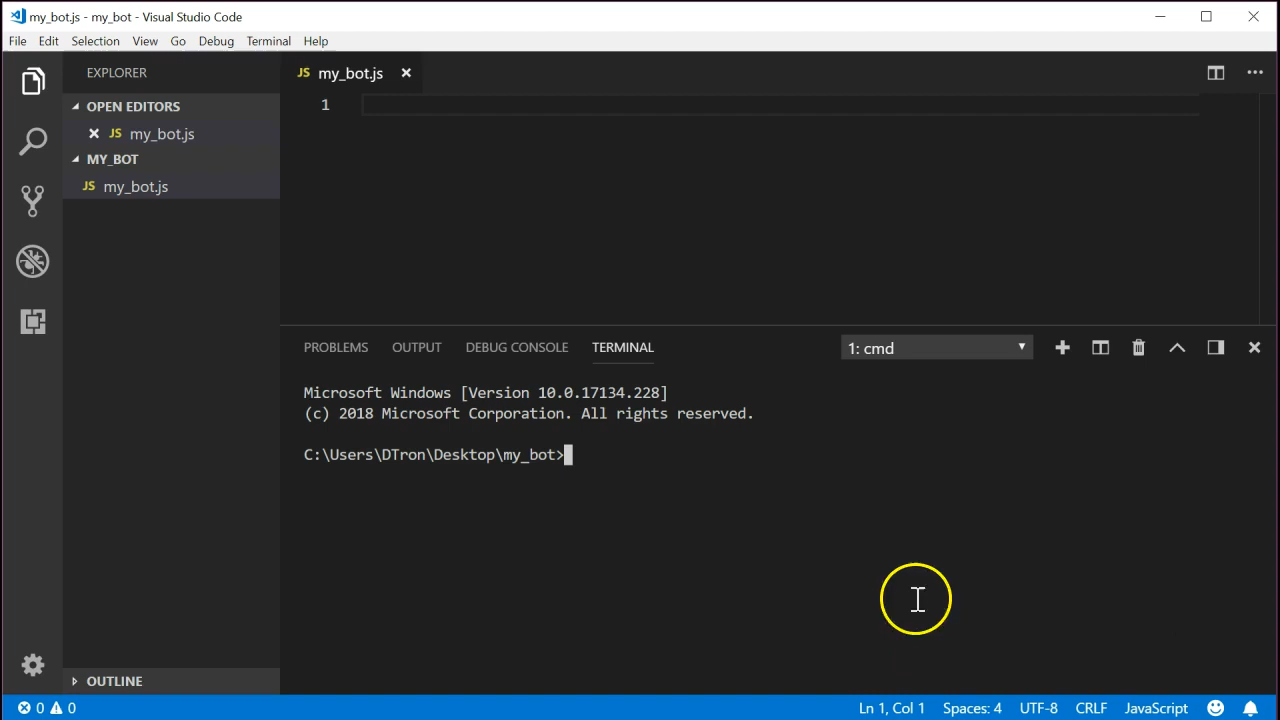 my_bot.js - my_bot - Visual Studio Code
File Edit Selection View Go Debug Terminal Help
EXPLORER
OPEN EDITORS
JS my_bot.js
MY_BOT
JS my_bot.js
OUTLINE
JS my_bot.js
1
PROBLEMS OUTPUT DEBUG CONSOLE TERMINAL 1: cmd
Microsoft Windows [Version 10.0.17134.228]
(c) 2018 Microsoft Corporation. All rights reserved.
C:\Users\DTron\Desktop\my_bot>
0 0 Ln 1, Col 1 Spaces: 4 UTF-8 CRLF JavaScript